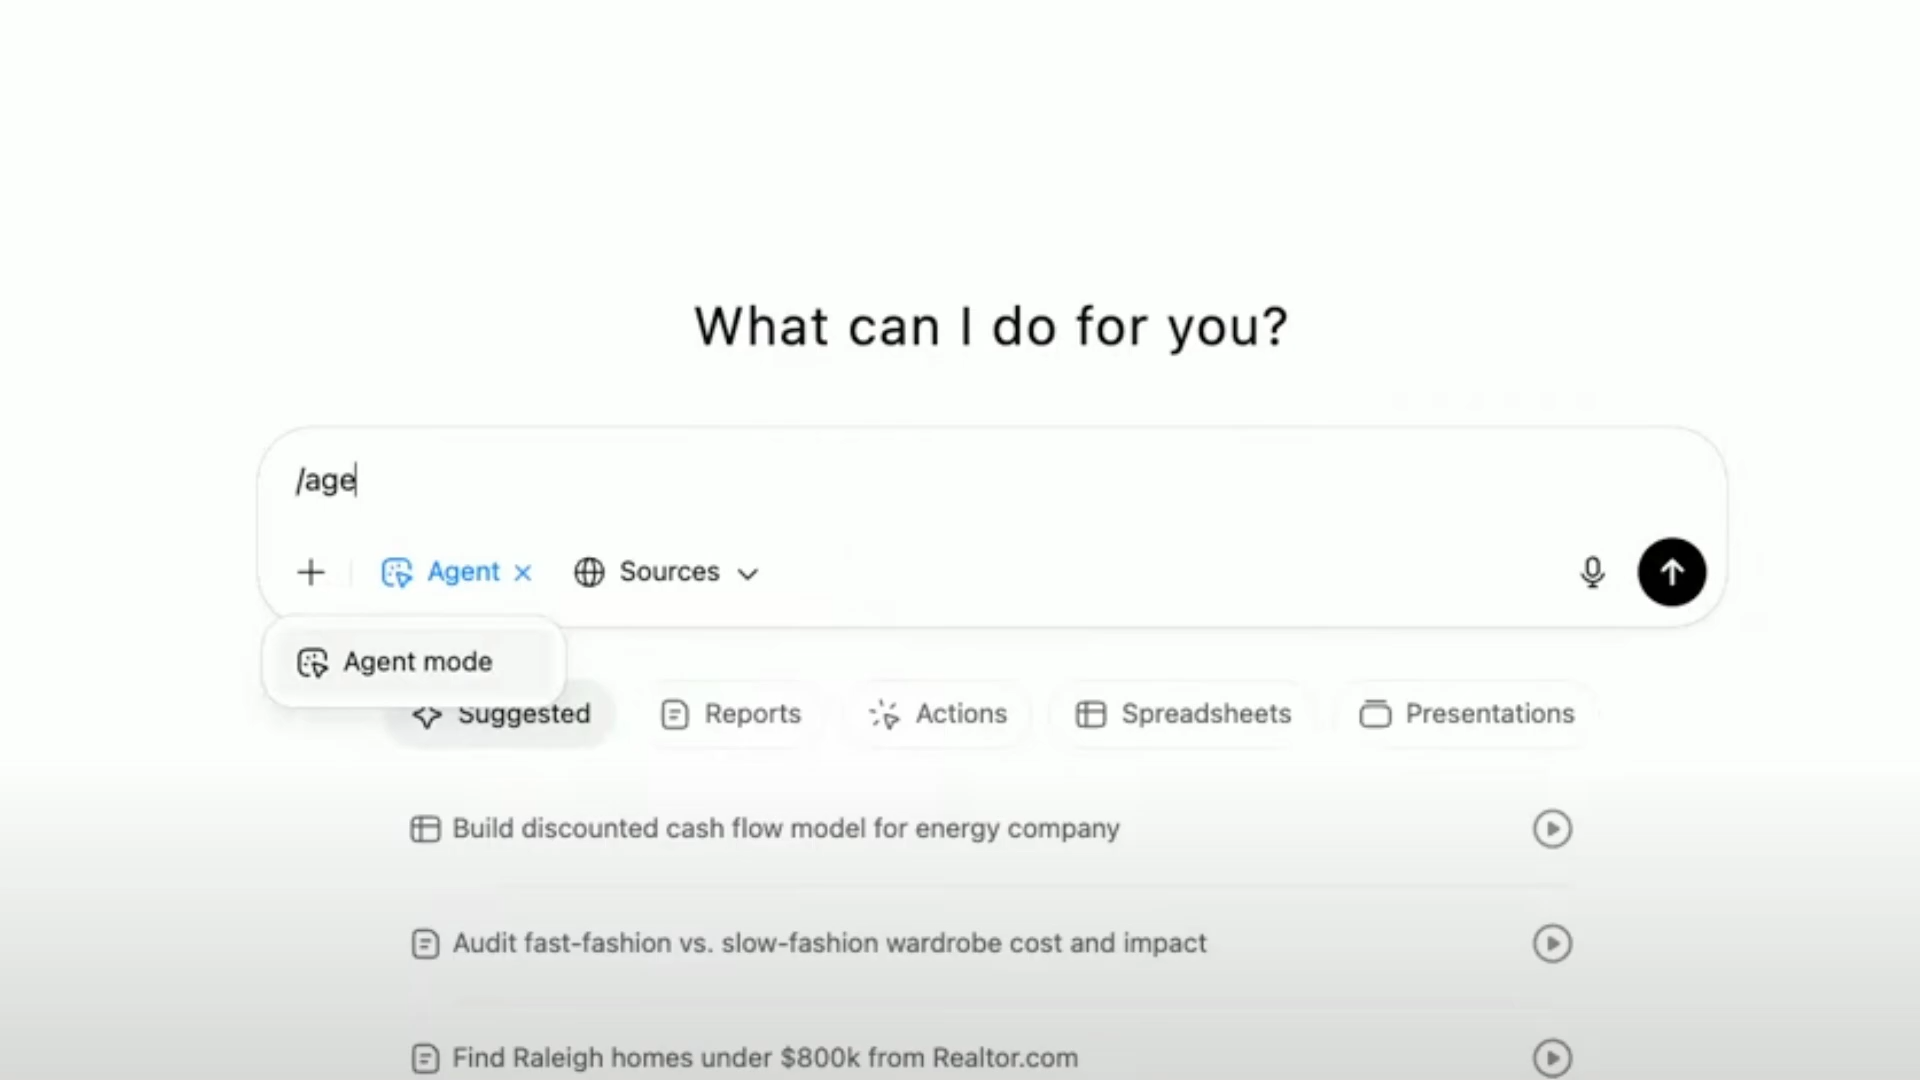 What can I do for you?
/age
Agent Sources
Agent mode
Suggested Reports Actions Spreadsheets Presentations
Build discounted cash flow model for energy company
Audit fast-fashion vs. slow-fashion wardrobe cost and impact
Find Raleigh homes under $800k from Realtor.com